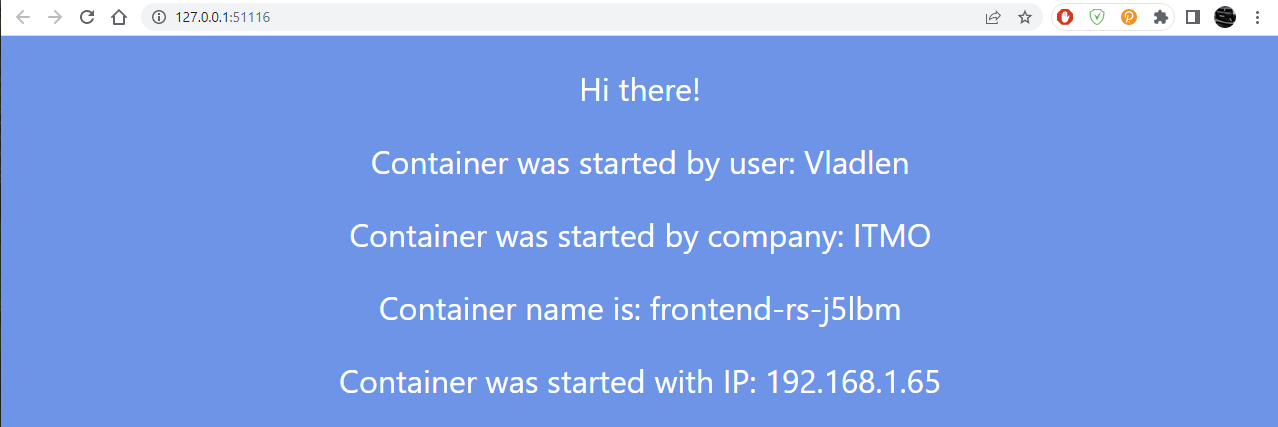 127.0.0.1:51116
Hi there!
Container was started by user: Vladlen
Container was started by company: ITMO
Container name is: frontend-rs-j5lbm
Container was started with IP: 192.168.1.65